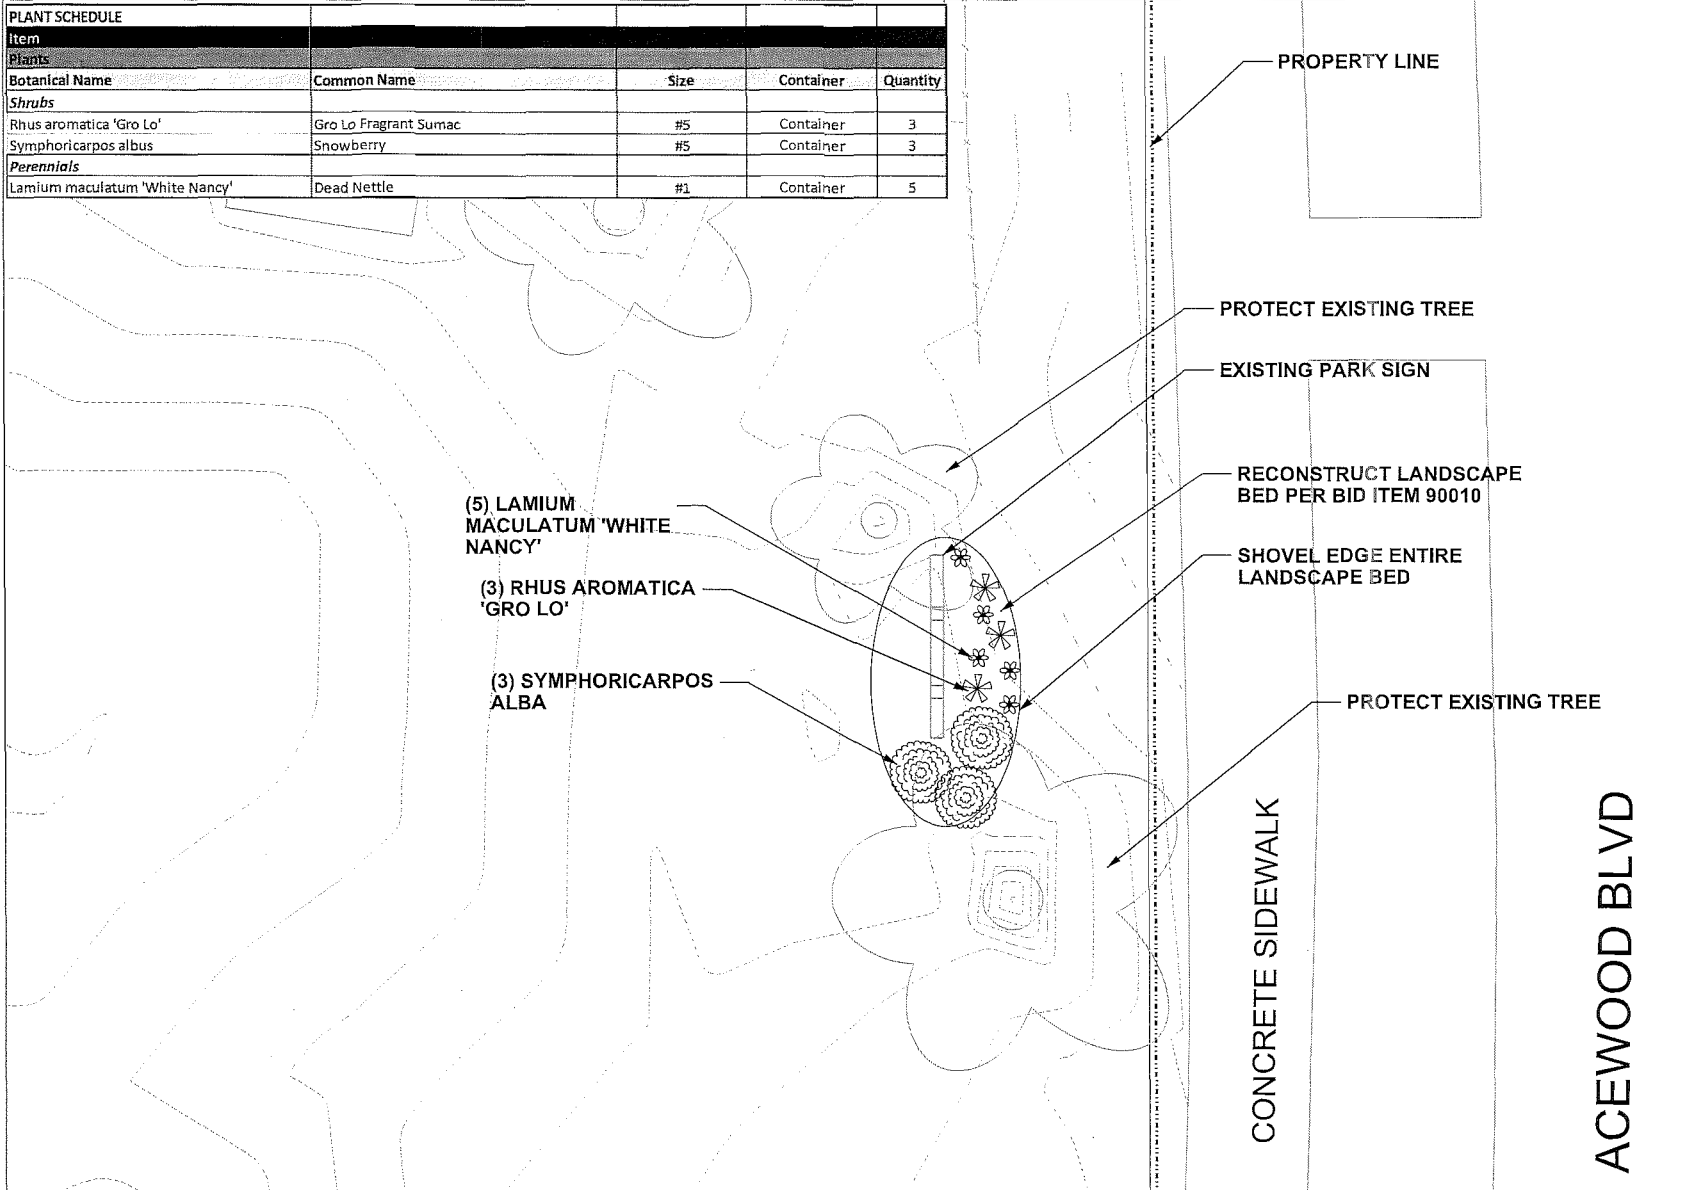 PLANT SCHEDULE
Item
Plants
Botanical Name Common Name Size Container Quantity
Shrubs
Rhus aromatica 'Gro Lo' Gro Lo Fragrant Sumac #5 Container 3
Symphoricarpos albus Snowberry #5 Container 3
Perennials
Lamium maculatum 'White Nancy' Dead Nettle #1 Container 5
PROPERTY LINE
PROTECT EXISTING TREE
EXISTING PARK SIGN
RECONSTRUCT LANDSCAPE
BED PER BID ITEM 90010
SHOVEL EDGE ENTIRE
LANDSCAPE BED
PROTECT EXISTING TREE
(5) LAMIUM
MACULATUM 'WHITE
NANCY'
(3) RHUS AROMATICA
'GRO LO'
(3) SYMPHORICARPOS
ALBA
CONCRETE SIDEWALK
ACEWOOD BLVD